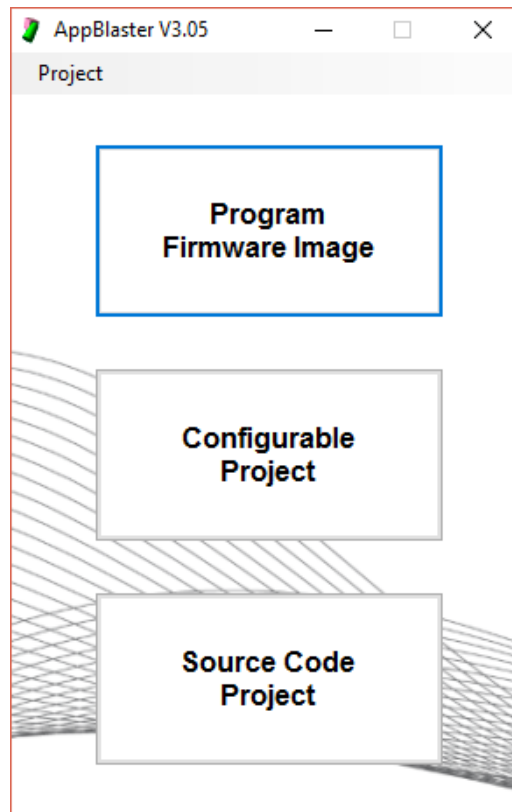 AppBlaster V3.05
Project
Program
Firmware Image
Configurable
Project
Source Code
Project